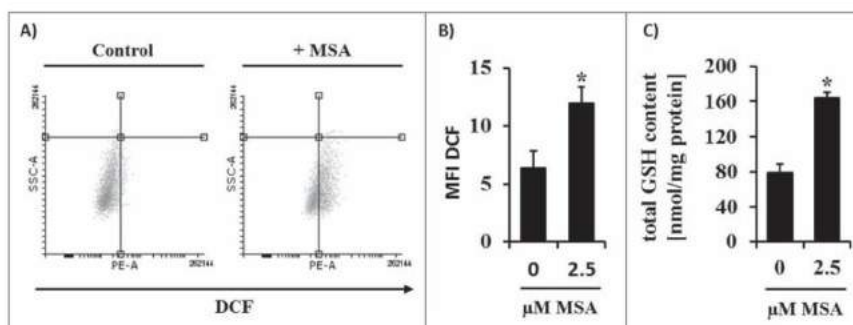 A)
Control
+ MSA
262144
SSC-A
PE-A
262144
262144
SSC-A
PE-A
262144
DCF
B)
MFI DCF
15
10
5
0
*
0 2.5
µM MSA
C)
total GSH content
[nmol/mg protein]
200
160
120
80
40
0
*
0 2.5
µM MSA